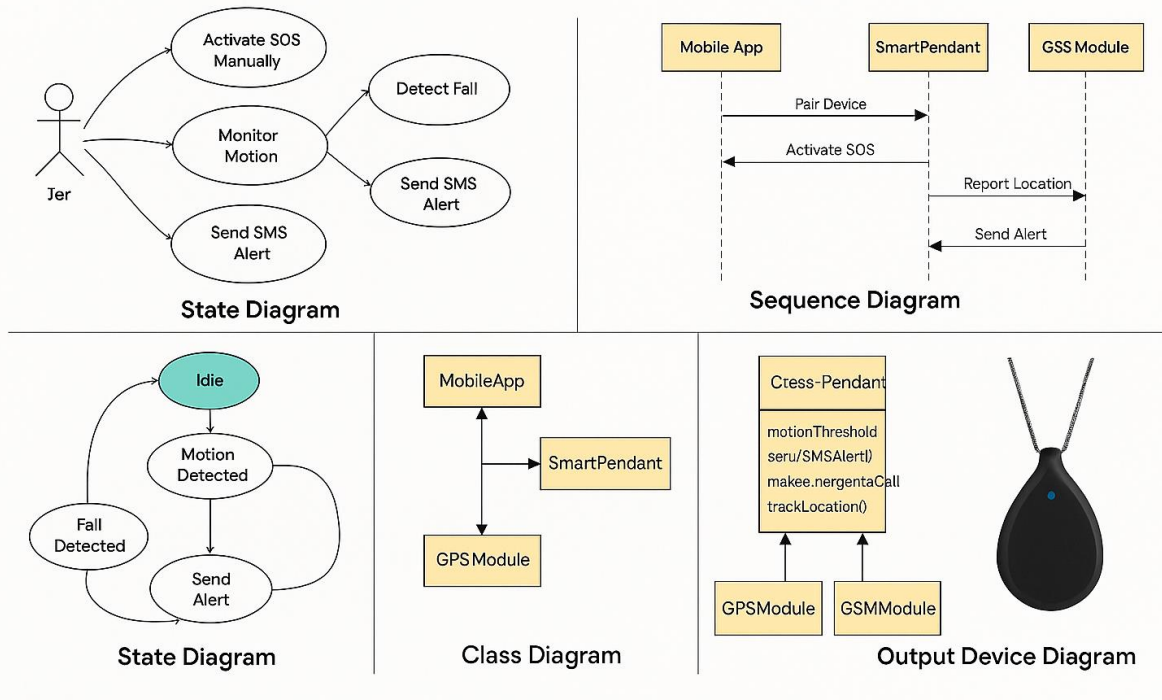 Activate SOS
Manually
Detect Fall
Monitor
Motion
Send SMS
Alert
Send SMS
Alert
Jer
State Diagram
Mobile App
SmartPendant
GSS Module
Pair Device
Activate SOS
Report Location
Send Alert
Sequence Diagram
Idie
Motion
Detected
Fall
Detected
Send
Alert
State Diagram
MobileApp
SmartPendant
GPS Module
Class Diagram
Ctess-Pendant
motionThreshold
seru/SMSAlertl)
makee.nergentaCall
trackLocation()
GPSModule
GSMModule
Output Device Diagram